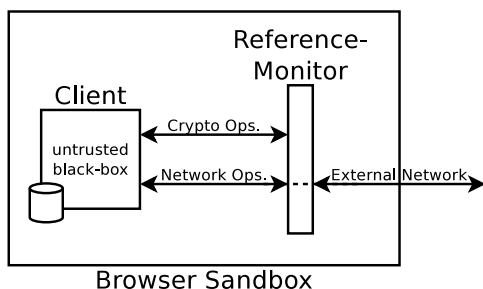 Reference-
Monitor
Client
untrusted
black-box
Crypto Ops.
Network Ops.
External Network
Browser Sandbox